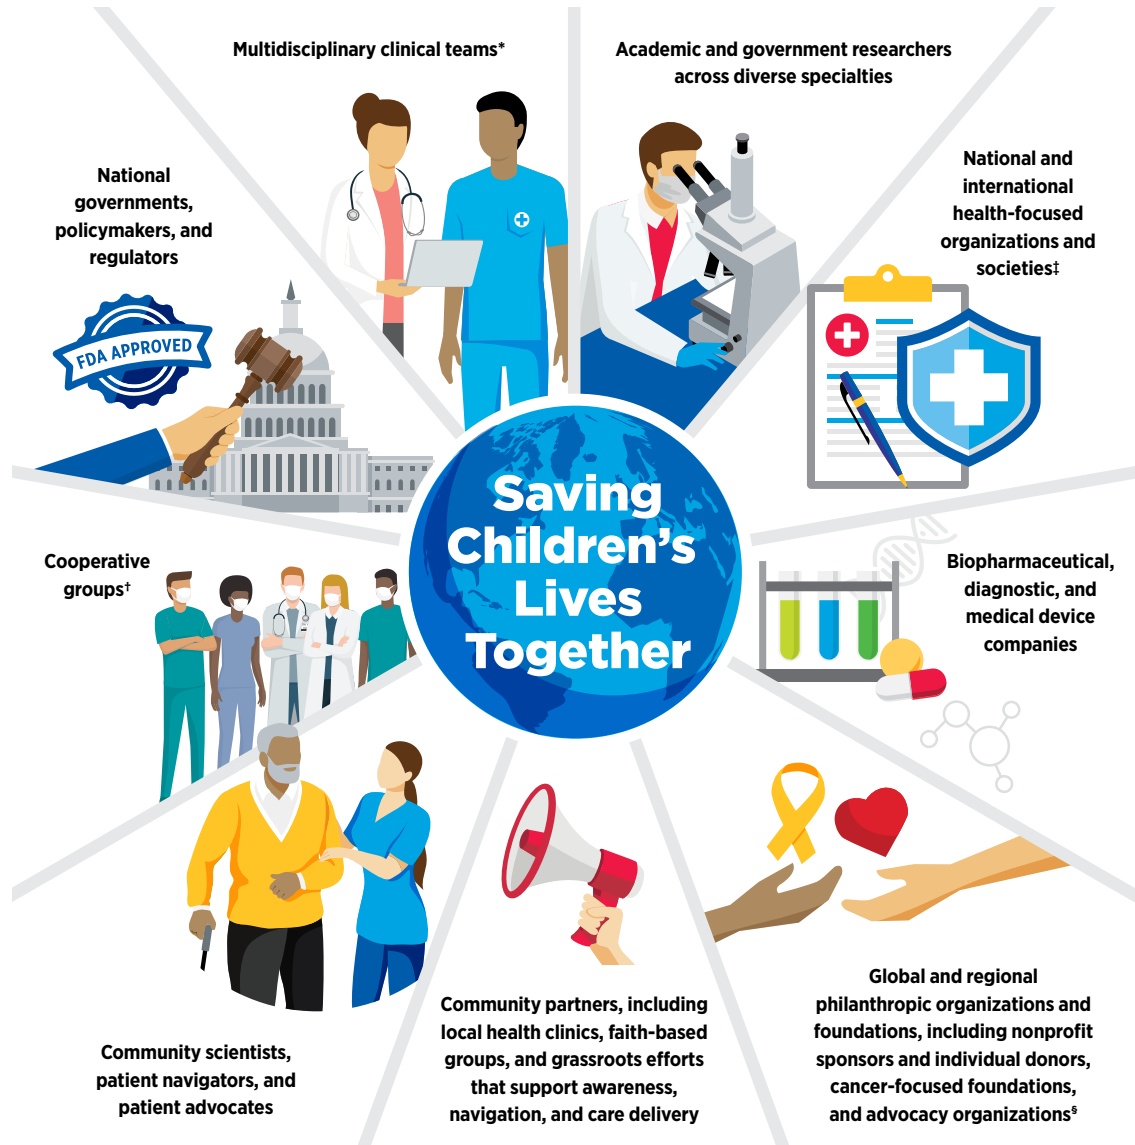 Multidisciplinary clinical teams*
Academic and government researchers
across diverse specialties
National and
international
health-focused
organizations and
societies‡
National
governments,
policymakers, and
regulators
FDA APPROVED
Saving
Children's
Lives
Together
Cooperative
groups†
Biopharmaceutical,
diagnostic, and
medical device
companies
Community scientists,
patient navigators, and
patient advocates
Community partners, including
local health clinics, faith-based
groups, and grassroots efforts
that support awareness,
navigation, and care delivery
Global and regional
philanthropic organizations and
foundations, including nonprofit
sponsors and individual donors,
cancer-focused foundations,
and advocacy organizations§